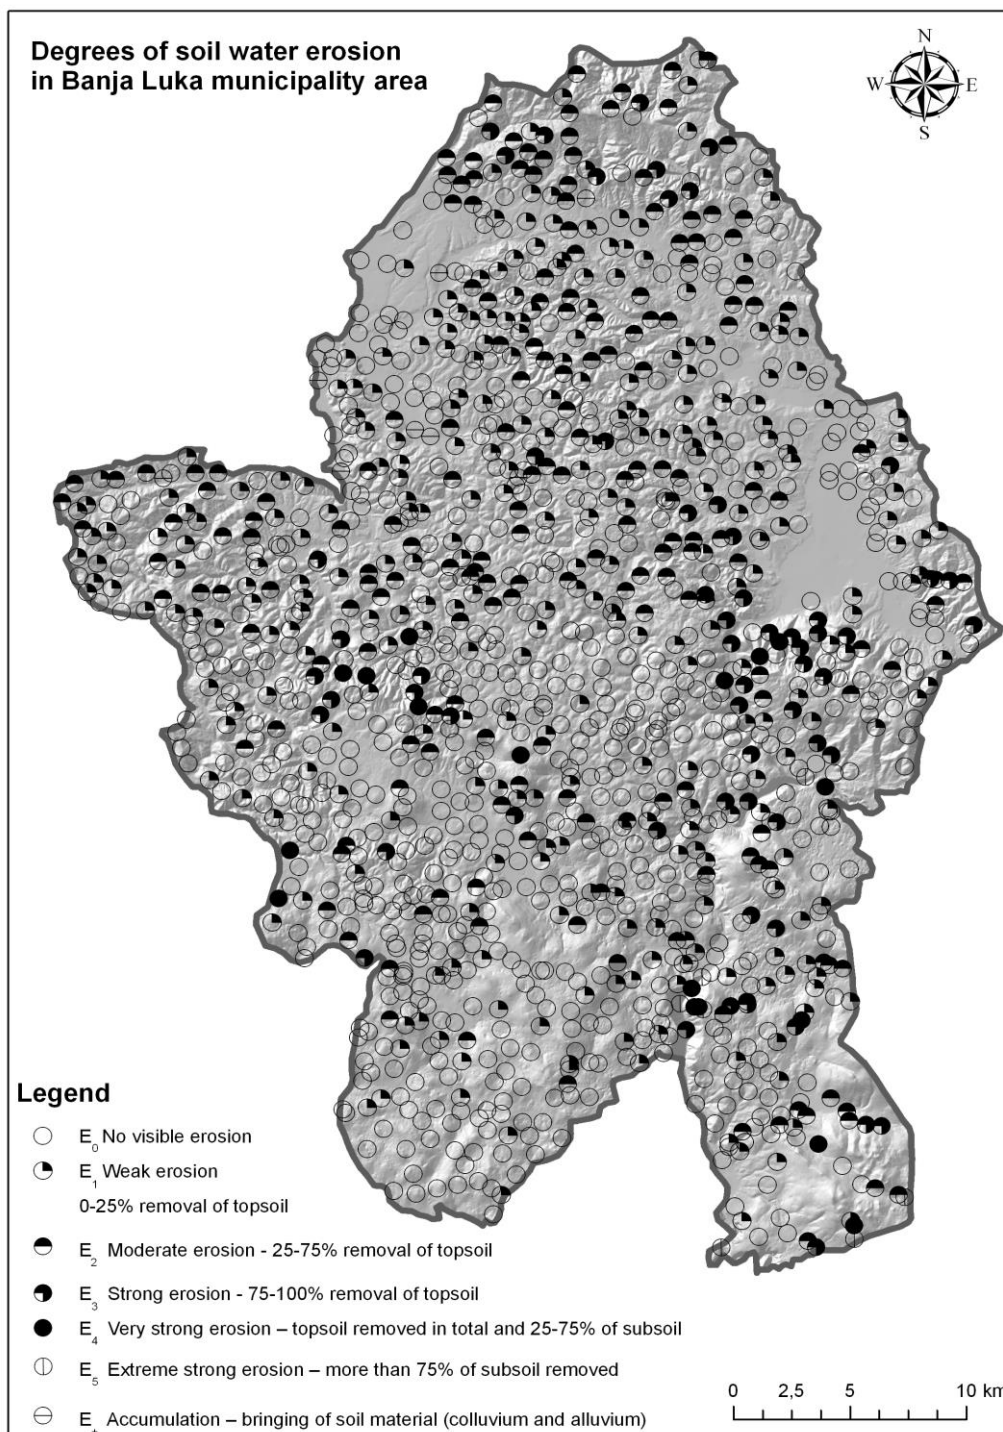 Degrees of soil water erosion
in Banja Luka municipality area
N
W E
S
Legend
E₀ No visible erosion
E₁ Weak erosion
0-25% removal of topsoil
E₂ Moderate erosion - 25-75% removal of topsoil
E₃ Strong erosion - 75-100% removal of topsoil
E₄ Very strong erosion – topsoil removed in total and 25-75% of subsoil
E₅ Extreme strong erosion – more than 75% of subsoil removed
E₊ Accumulation – bringing of soil material (colluvium and alluvium)
0 2,5 5 10 km